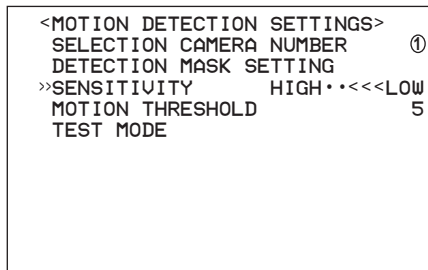 <MOTION DETECTION SETTINGS>
SELECTION CAMERA NUMBER ①
DETECTION MASK SETTING
»SENSITIVITY HIGH··<<<LOW
MOTION THRESHOLD 5
TEST MODE